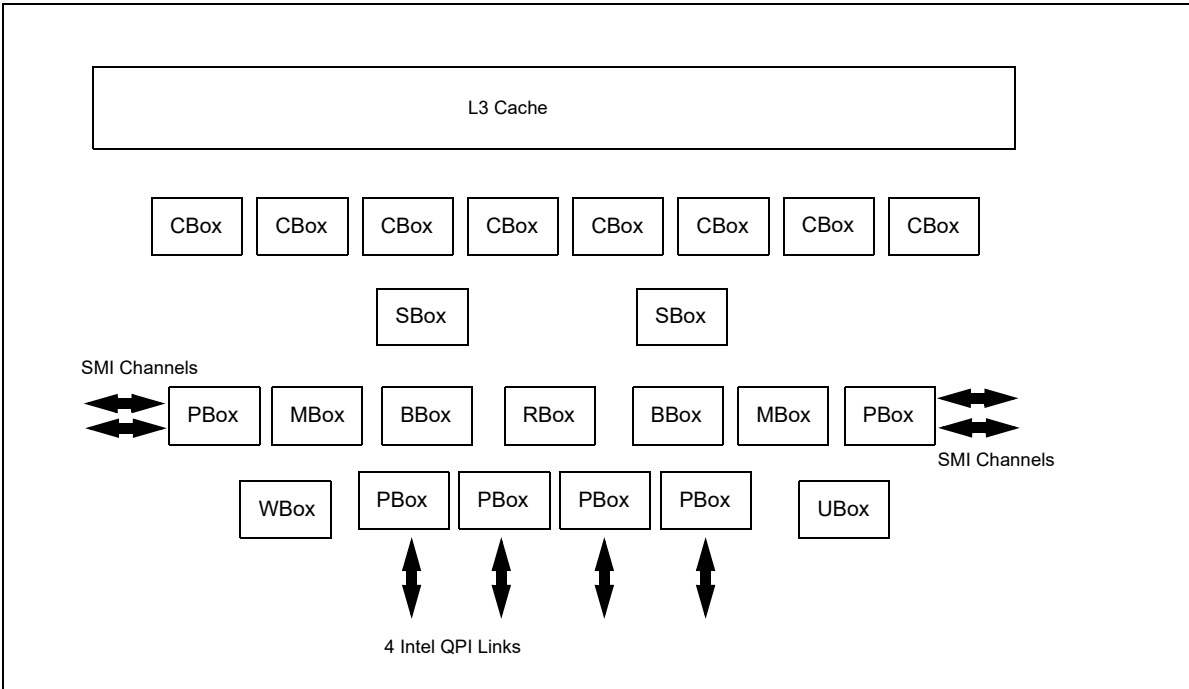 L3 Cache
CBox CBox CBox CBox CBox CBox CBox CBox
SBox SBox
SMI Channels
PBox MBox BBox RBox BBox MBox PBox
SMI Channels
WBox PBox PBox PBox PBox UBox
4 Intel QPI Links